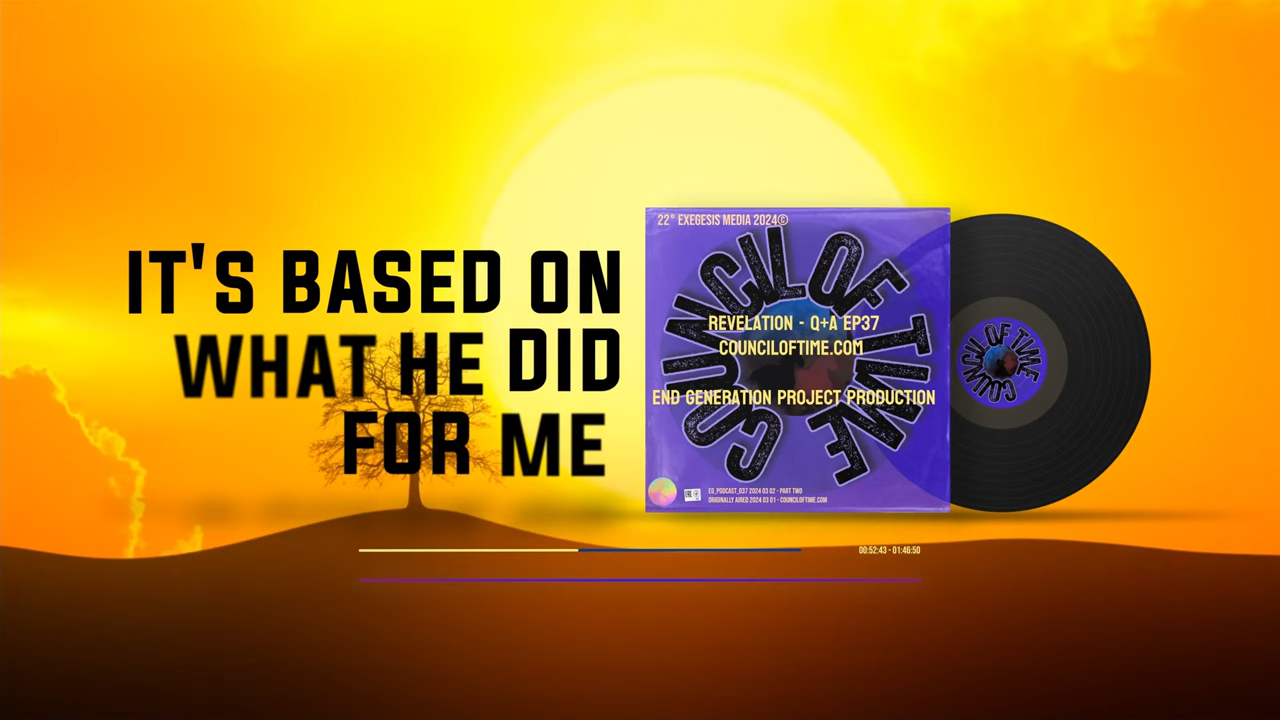 IT'S BASED ON
WHAT HE DID
FOR ME
22° EXEGESIS MEDIA 2024©
COUNCIL OF TIME
REVELATION - Q+A EP37
COUNCILOFTIME.COM
END GENERATION PROJECT PRODUCTION
EG_PODCAST_037 2024 03 02 - PART TWO
ORIGINALLY AIRED 2024 03 01 - COUNCILOFTIME.COM
COUNCIL OF TIME
00:52:43 - 01:46:50